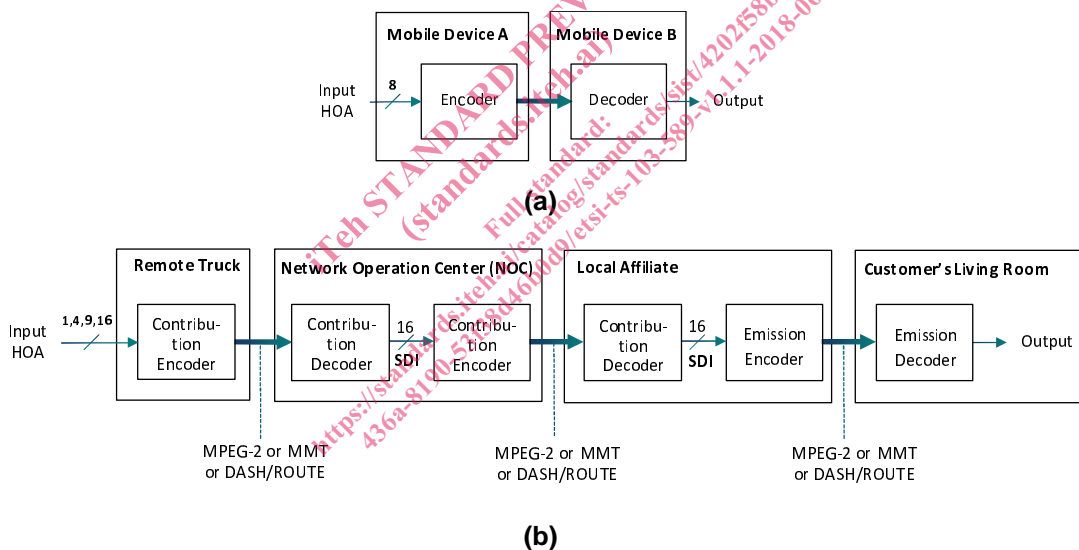 Mobile Device A
Mobile Device B
Input
HOA
8
Encoder
Decoder
Output
(a)
iTeh STANDARD PREV
(standards.iteh.ai)
Full standard:
Remote Truck
Network Operation Center (NOC)
Local Affiliate
Customer's Living Room
Input
HOA
1,4,9,16
Contribu-
tion
Encoder
Contribu-
tion
Decoder
16
SDI
Contribu-
tion
Encoder
Contribu-
tion
Decoder
16
SDI
Emission
Encoder
Emission
Decoder
Output
MPEG-2 or MMT
or DASH/ROUTE
MPEG-2 or MMT
or DASH/ROUTE
MPEG-2 or MMT
or DASH/ROUTE
(b)